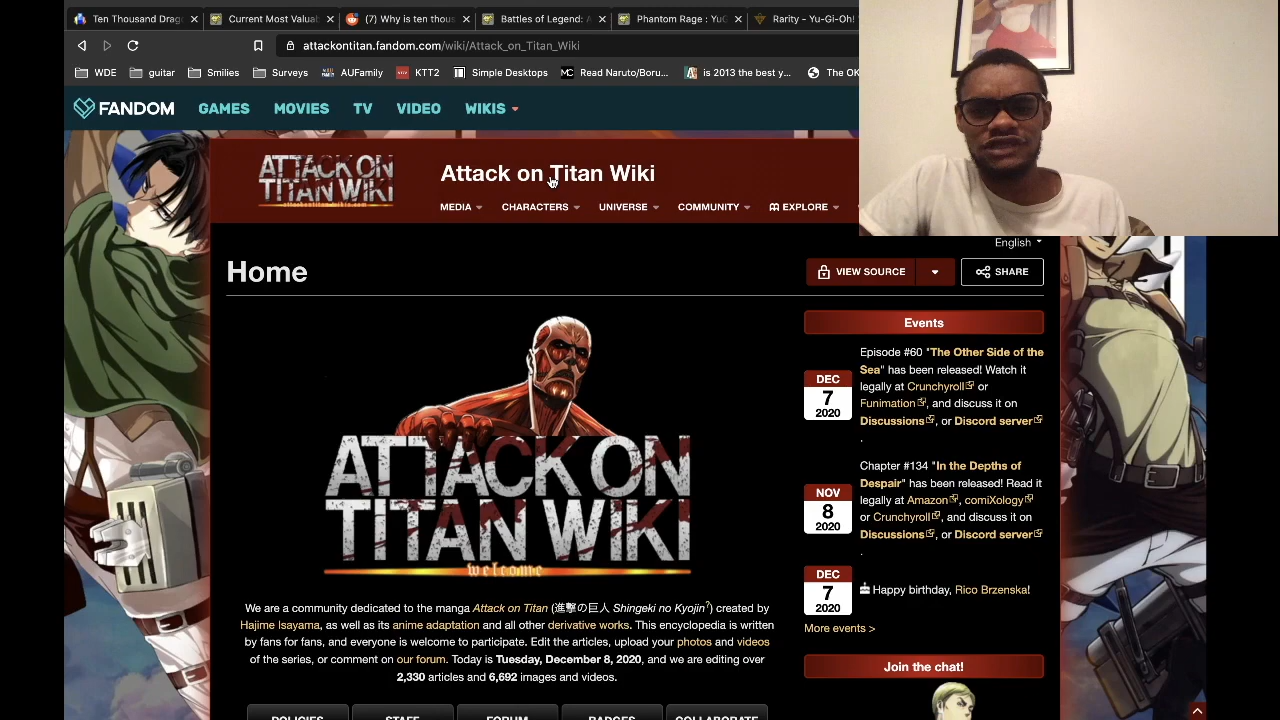 Ten Thousand Drag
Current Most Valuab
(7) Why is ten thous
Battles of Legend: A
Phantom Rage : YuG
Rarity - Yu-Gi-Oh!
attackontitan.fandom.com/wiki/Attack_on_Titan_Wiki
WDE
guitar
Smilies
Surveys
AUFamily
KTT2
Simple Desktops
Read Naruto/Boru...
is 2013 the best y...
The OK
FANDOM
GAMES
MOVIES
TV
VIDEO
WIKIS
ATTACK ON
TITAN WIKI
Attack on Titan Wiki
MEDIA
CHARACTERS
UNIVERSE
COMMUNITY
EXPLORE
English
Home
VIEW SOURCE
SHARE
ATTACK ON
TITAN WIKI
welcome
We are a community dedicated to the manga Attack on Titan (進撃の巨人 Shingeki no Kyojin?) created by
Hajime Isayama, as well as its anime adaptation and all other derivative works. This encyclopedia is written
by fans for fans, and everyone is welcome to participate. Edit the articles, upload your photos and videos
of the series, or comment on our forum. Today is Tuesday, December 8, 2020, and we are editing over
2,330 articles and 6,692 images and videos.
POLICIES
STAFF
FORUM
BADGES
COLLABORATE
Events
DEC
7
2020
Episode #60 "The Other Side of the
Sea" has been released! Watch it
legally at Crunchyroll or
Funimation, and discuss it on
Discussions, or Discord server
.
NOV
8
2020
Chapter #134 "In the Depths of
Despair" has been released! Read it
legally at Amazon, comiXology
or Crunchyroll, and discuss it on
Discussions, or Discord server
.
DEC
7
2020
Happy birthday, Rico Brzenska!
More events >
Join the chat!